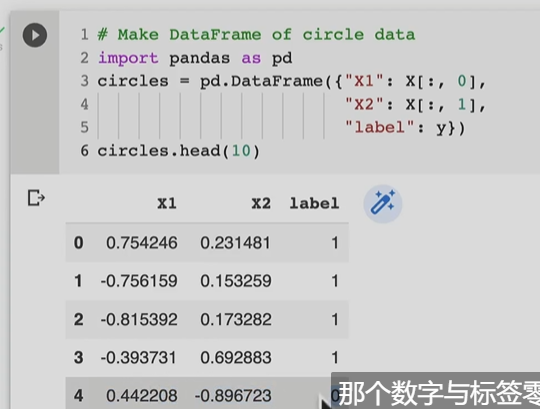 1 # Make DataFrame of circle data
2 import pandas as pd
3 circles = pd.DataFrame({"X1": X[:, 0],
4 "X2": X[:, 1],
5 "label": y})
6 circles.head(10)
X1 X2 label
0 0.754246 0.231481 1
1 -0.756159 0.153259 1
2 -0.815392 0.173282 1
3 -0.393731 0.692883 1
4 0.442208 -0.896723 0
那个数字与标签零